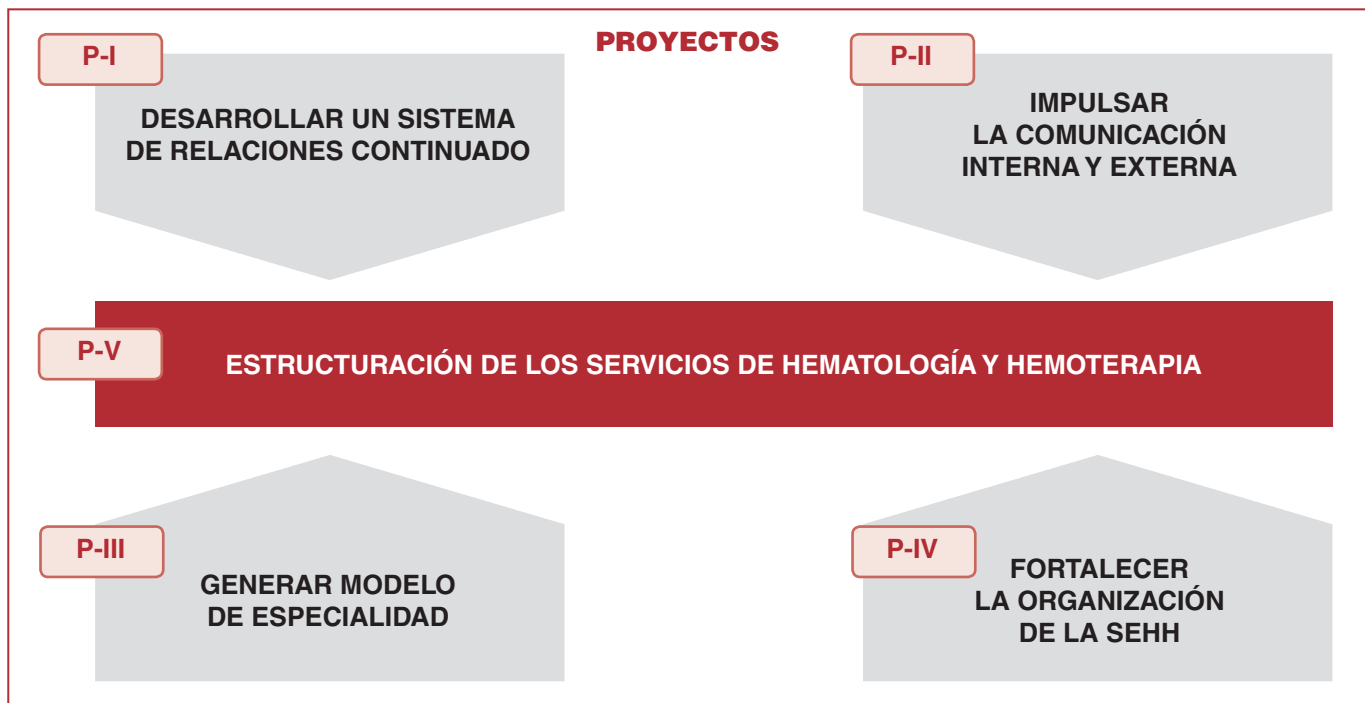 PROYECTOS
P-I
DESARROLLAR UN SISTEMA
DE RELACIONES CONTINUADO
P-II
IMPULSAR
LA COMUNICACIÓN
INTERNA Y EXTERNA
P-V
ESTRUCTURACIÓN DE LOS SERVICIOS DE HEMATOLOGÍA Y HEMOTERAPIA
P-III
GENERAR MODELO
DE ESPECIALIDAD
P-IV
FORTALECER
LA ORGANIZACIÓN
DE LA SEHH